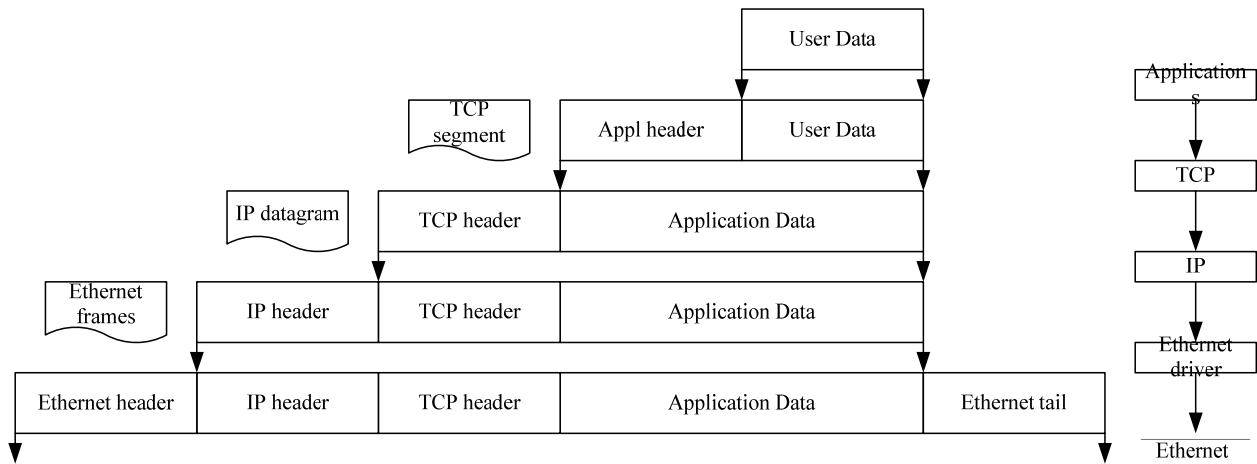 User Data
Application
s
TCP
segment
Appl header
User Data
TCP
IP datagram
TCP header
Application Data
IP
Ethernet
frames
IP header
TCP header
Application Data
Ethernet
driver
Ethernet header
IP header
TCP header
Application Data
Ethernet tail
Ethernet